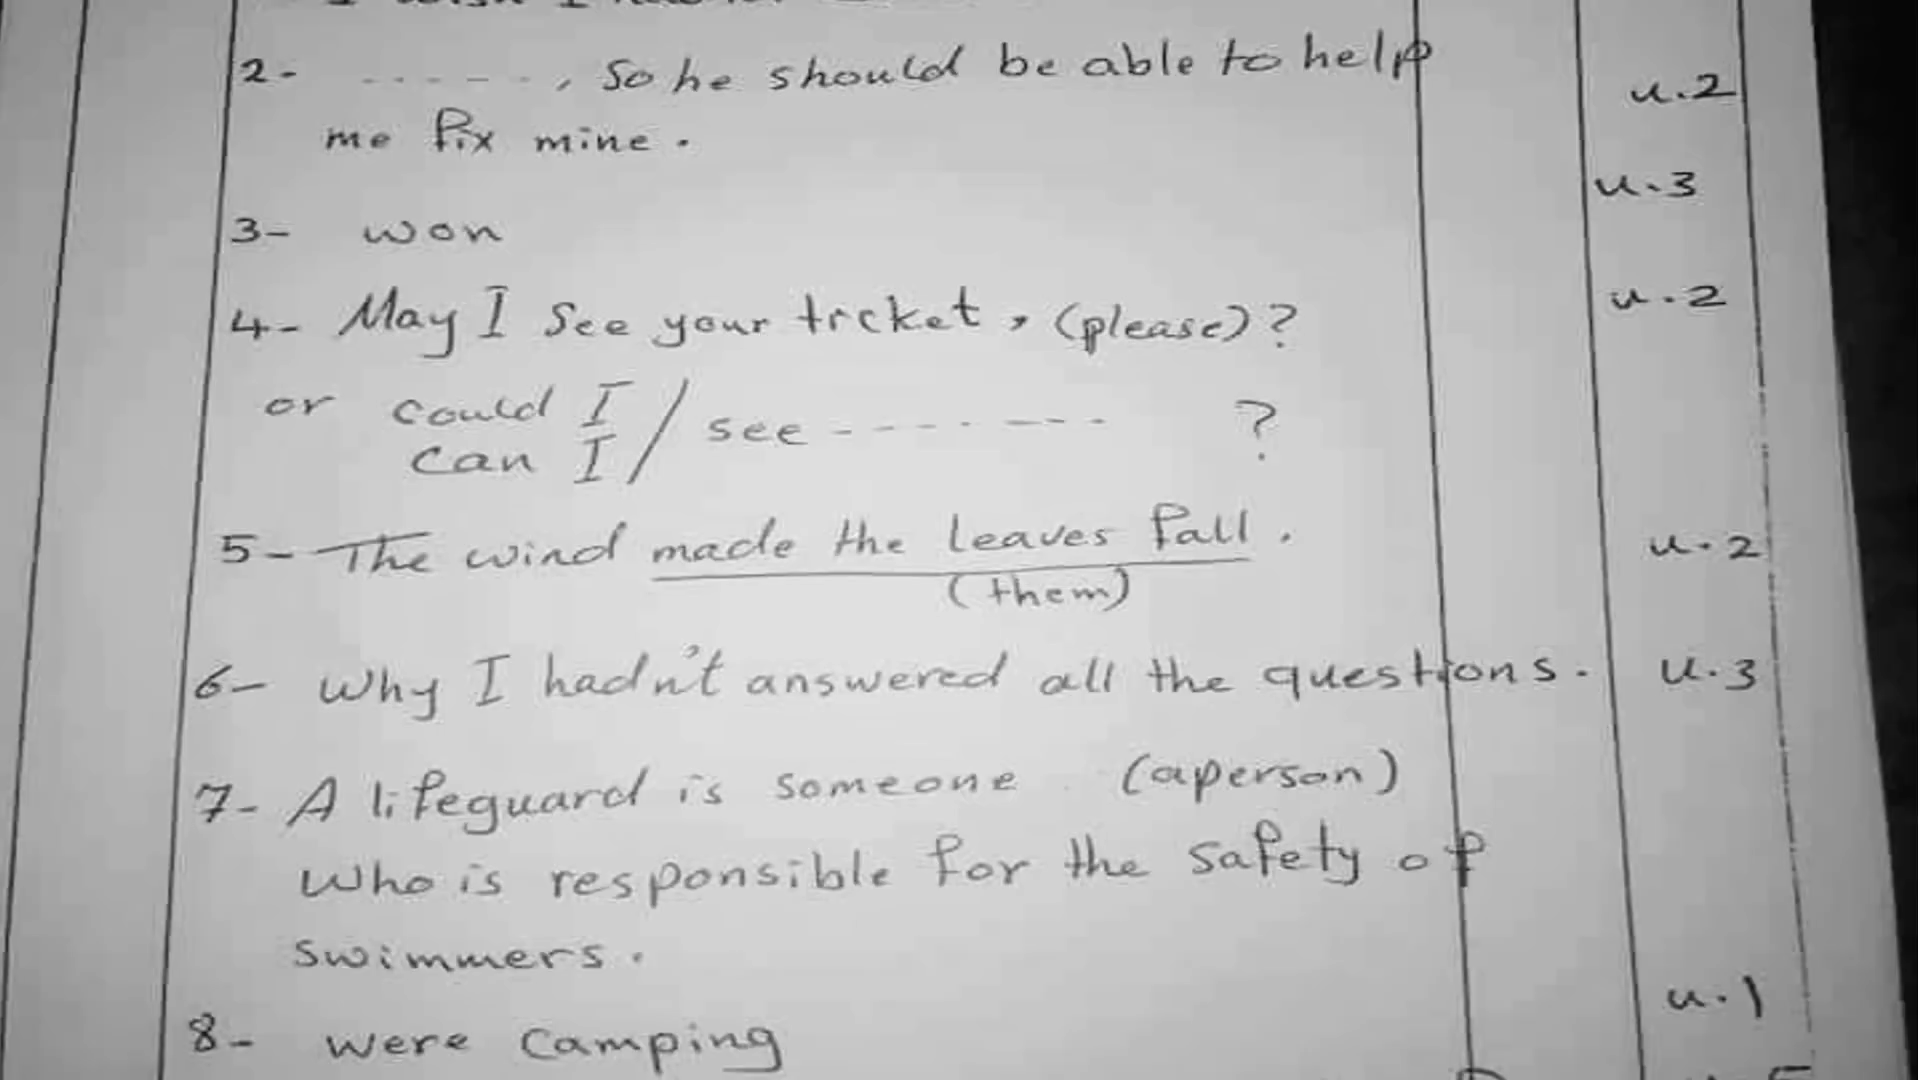 I wish I
2- ------, So he should be able to help u.2
me fix mine.
u.3
3- won
4- May I See your ticket, (please)? u.2
or could I / see --------- ?
can I
5- The wind made the leaves fall. u.2
(them)
6- Why I hadn't answered all the questions. u.3
7- A lifeguard is someone (aperson)
who is responsible for the safety of
swimmers.
u.1
8- were camping